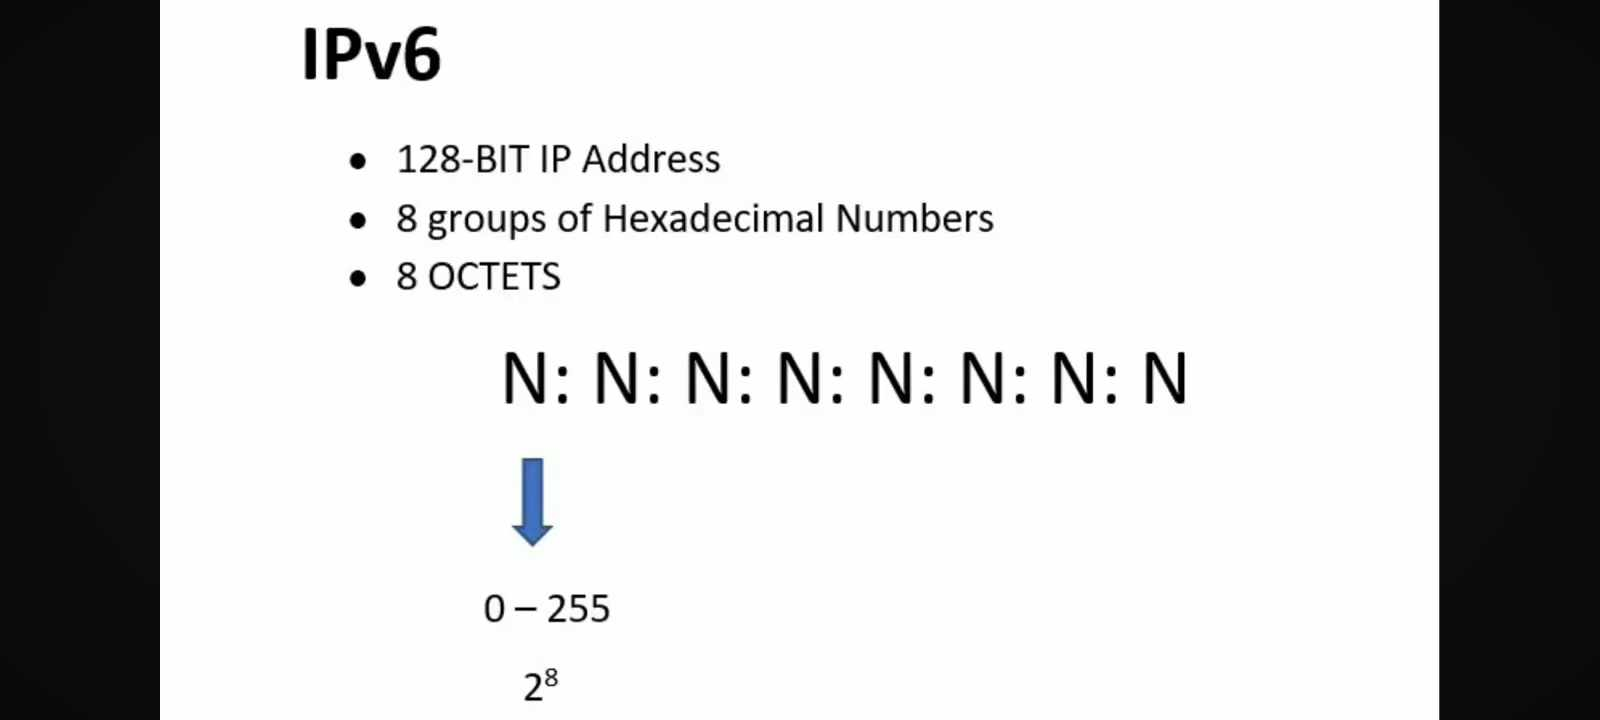 IPv6
• 128-BIT IP Address
• 8 groups of Hexadecimal Numbers
• 8 OCTETS
N: N: N: N: N: N: N: N
0 – 255
2⁸